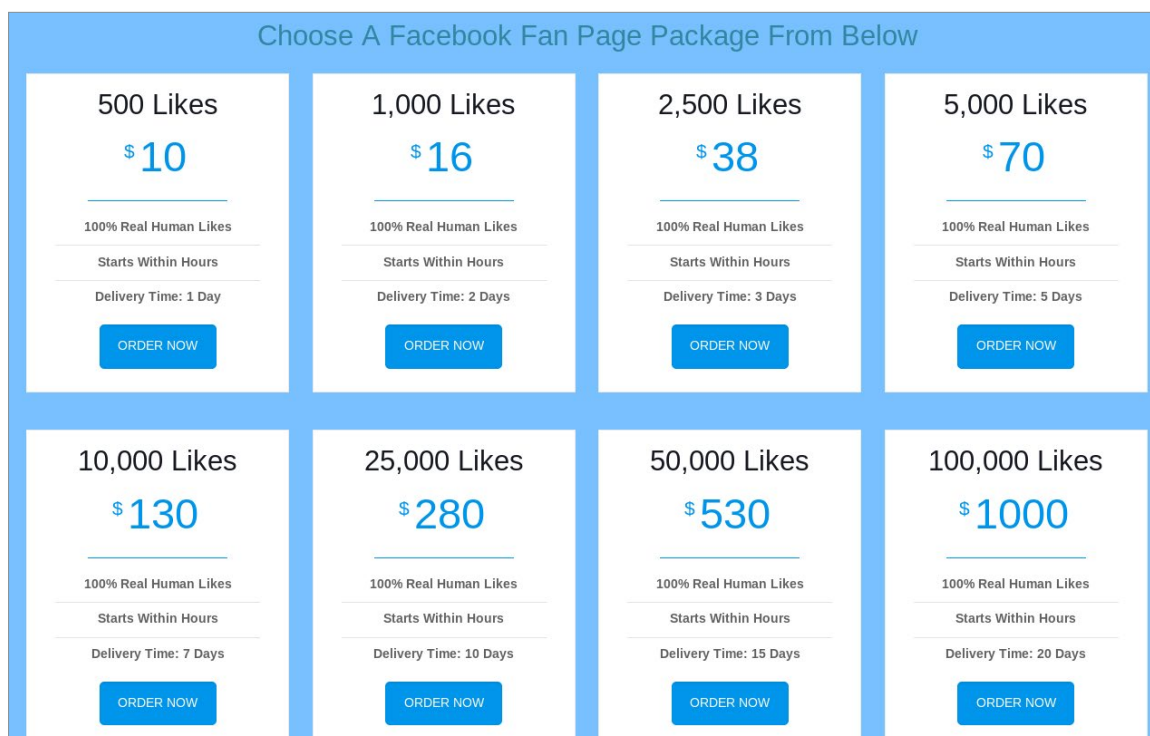 Choose A Facebook Fan Page Package From Below
500 Likes
$ 10
100% Real Human Likes
Starts Within Hours
Delivery Time: 1 Day
ORDER NOW
1,000 Likes
$ 16
100% Real Human Likes
Starts Within Hours
Delivery Time: 2 Days
ORDER NOW
2,500 Likes
$ 38
100% Real Human Likes
Starts Within Hours
Delivery Time: 3 Days
ORDER NOW
5,000 Likes
$ 70
100% Real Human Likes
Starts Within Hours
Delivery Time: 5 Days
ORDER NOW
10,000 Likes
$ 130
100% Real Human Likes
Starts Within Hours
Delivery Time: 7 Days
ORDER NOW
25,000 Likes
$ 280
100% Real Human Likes
Starts Within Hours
Delivery Time: 10 Days
ORDER NOW
50,000 Likes
$ 530
100% Real Human Likes
Starts Within Hours
Delivery Time: 15 Days
ORDER NOW
100,000 Likes
$ 1000
100% Real Human Likes
Starts Within Hours
Delivery Time: 20 Days
ORDER NOW